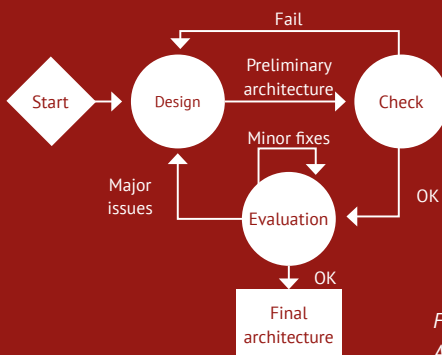 Fail
Preliminary
architecture
Start
Design
Check
Minor fixes
Major
issues
OK
Evaluation
OK
Final
architecture